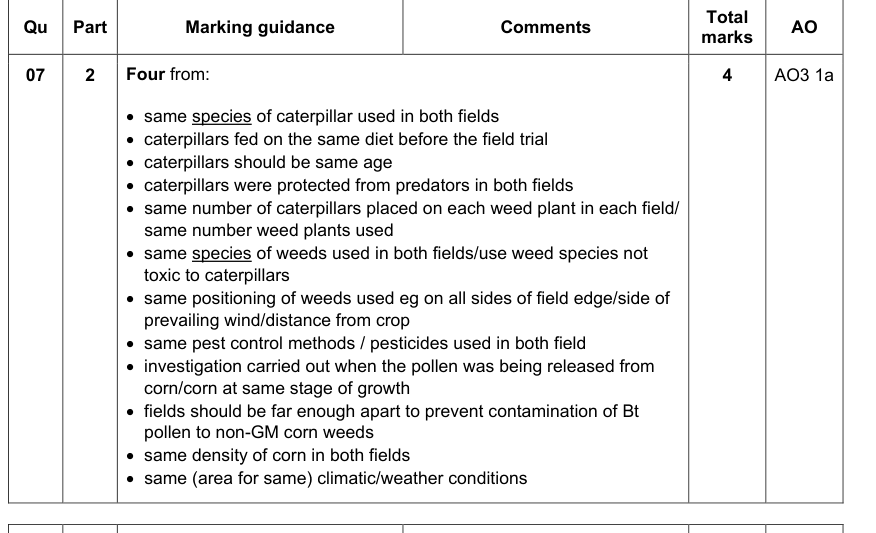 Qu Part Marking guidance Comments Total marks AO
07 2 Four from: 4 AO3 1a
• same species of caterpillar used in both fields
• caterpillars fed on the same diet before the field trial
• caterpillars should be same age
• caterpillars were protected from predators in both fields
• same number of caterpillars placed on each weed plant in each field/
same number weed plants used
• same species of weeds used in both fields/use weed species not
toxic to caterpillars
• same positioning of weeds used eg on all sides of field edge/side of
prevailing wind/distance from crop
• same pest control methods / pesticides used in both field
• investigation carried out when the pollen was being released from
corn/corn at same stage of growth
• fields should be far enough apart to prevent contamination of Bt
pollen to non-GM corn weeds
• same density of corn in both fields
• same (area for same) climatic/weather conditions